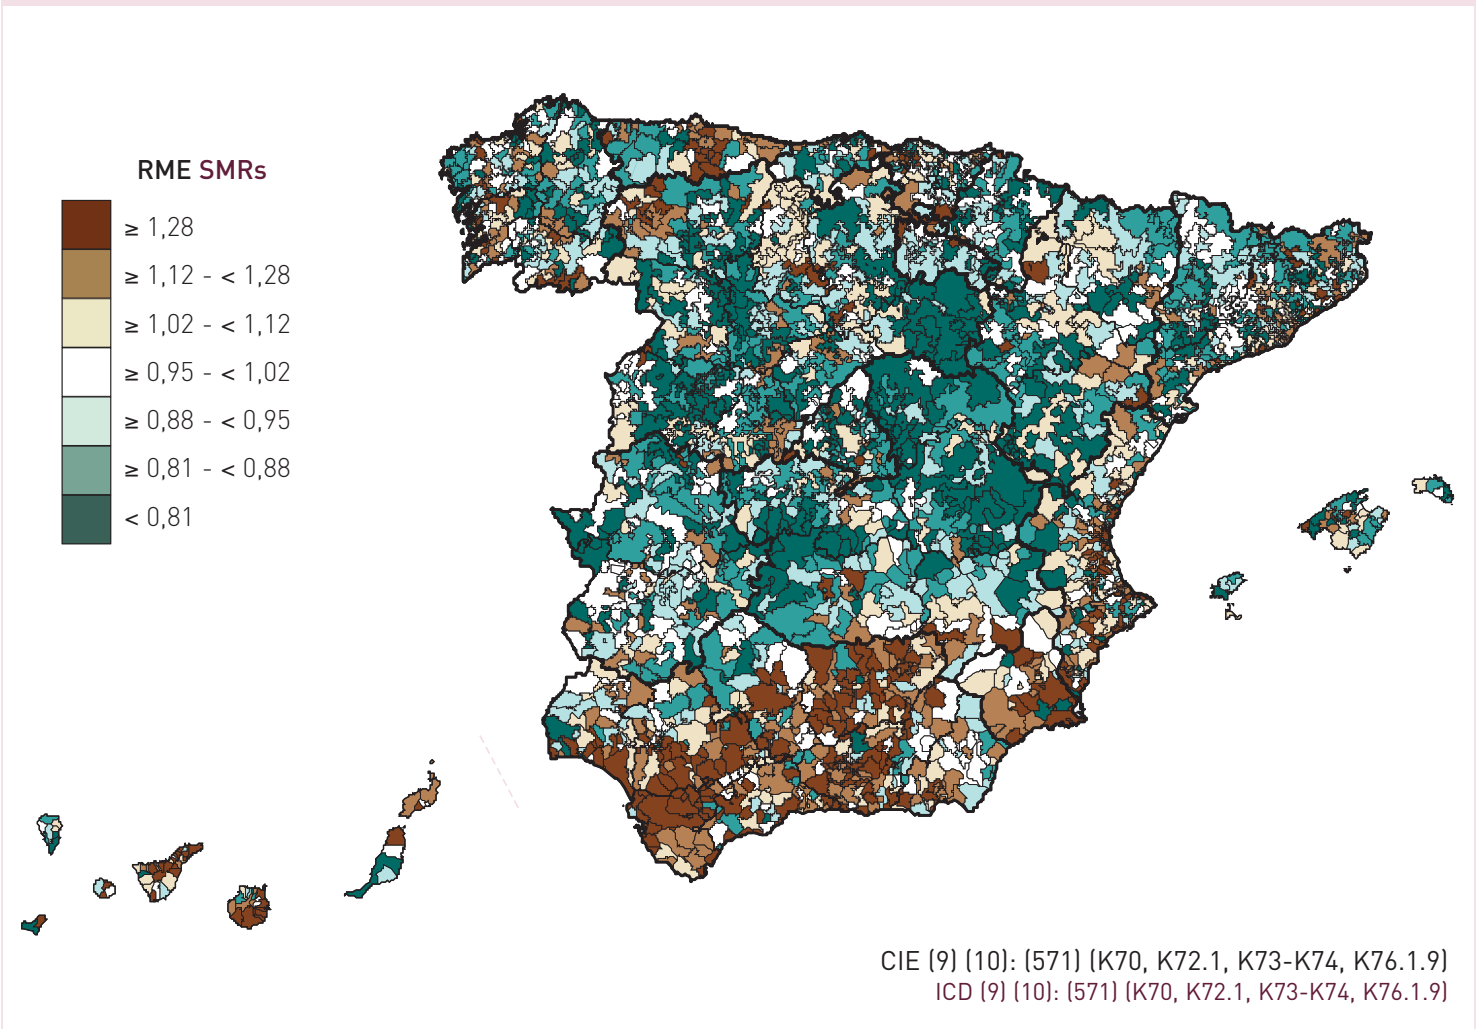 RME SMRs
≥ 1,28
≥ 1,12 - < 1,28
≥ 1,02 - < 1,12
≥ 0,95 - < 1,02
≥ 0,88 - < 0,95
≥ 0,81 - < 0,88
< 0,81
CIE (9) (10): (571) (K70, K72.1, K73-K74, K76.1.9)
ICD (9) (10): (571) (K70, K72.1, K73-K74, K76.1.9)